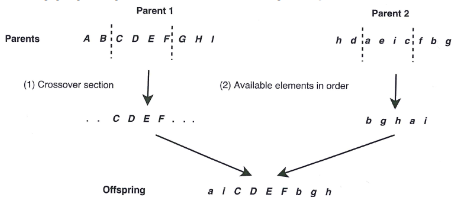 Parent 1
Parent 2
Parents A B C D E F G H I h d a e i c f b g
(1) Crossover section (2) Available elements in order
. . C D E F . . . b g h a i
Offspring a i C D E F b g h